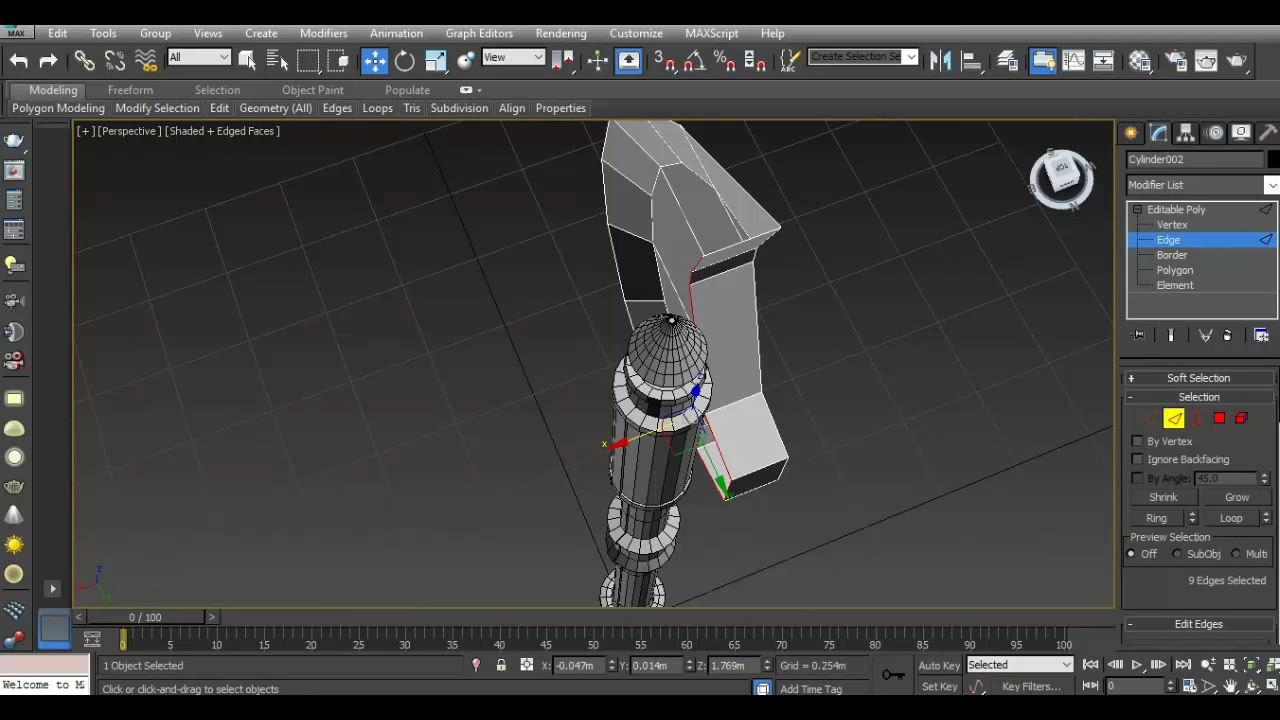 MAX Edit Tools Group Views Create Modifiers Animation Graph Editors Rendering Customize MAXScript Help
All View Create Selection Se
Modeling Freeform Selection Object Paint Populate
Polygon Modeling Modify Selection Edit Geometry (All) Edges Loops Tris Subdivision Align Properties
[+] [Perspective] [Shaded + Edged Faces]
TOP
Cylinder002
Modifier List
Editable Poly
Vertex
Edge
Border
Polygon
Element
Soft Selection
Selection
By Vertex
Ignore Backfacing
By Angle: 45.0
Shrink Grow
Ring Loop
Preview Selection
Off SubObj Multi
9 Edges Selected
Edit Edges
x
z
0 / 100
0 5 10 15 20 25 30 35 40 45 50 55 60 65 70 75 80 85 90 95 100
1 Object Selected X: -0.047m Y: 0.014m Z: 1.769m Grid = 0.254m Auto Key Selected
Welcome to M Click or click-and-drag to select objects Add Time Tag Set Key Key Filters... 0